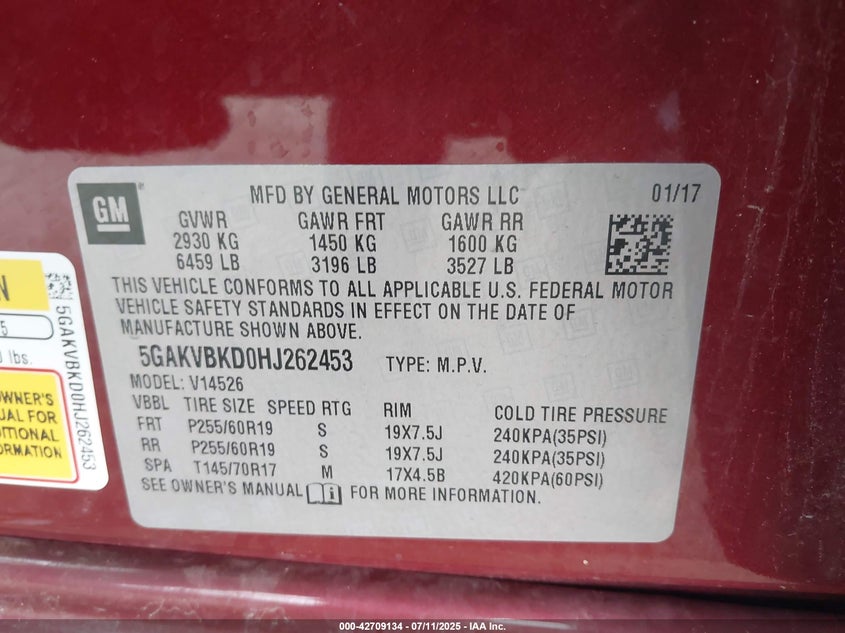 GM
MFD BY GENERAL MOTORS LLC 01/17
GVWR GAWR FRT GAWR RR
2930 KG 1450 KG 1600 KG
6459 LB 3196 LB 3527 LB
THIS VEHICLE CONFORMS TO ALL APPLICABLE U.S. FEDERAL MOTOR
VEHICLE SAFETY STANDARDS IN EFFECT ON THE DATE OF
MANUFACTURE SHOWN ABOVE.
5GAKVBKD0HJ262453 TYPE: M.P.V.
MODEL: V14526
VBBL TIRE SIZE SPEED RTG RIM COLD TIRE PRESSURE
FRT P255/60R19 S 19X7.5J 240KPA(35PSI)
RR P255/60R19 S 19X7.5J 240KPA(35PSI)
SPA T145/70R17 M 17X4.5B 420KPA(60PSI)
SEE OWNER'S MANUAL FOR MORE INFORMATION.
5GAKVBKD0HJ262453
N
5
lbs.
OWNER'S
FOR
000-42709134 - 07/11/2025 - IAA Inc.